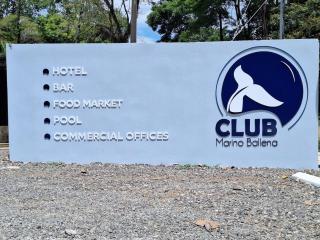 HOTEL
BAR
FOOD MARKET
POOL
COMMERCIAL OFFICES
CLUB
Marino Ballena